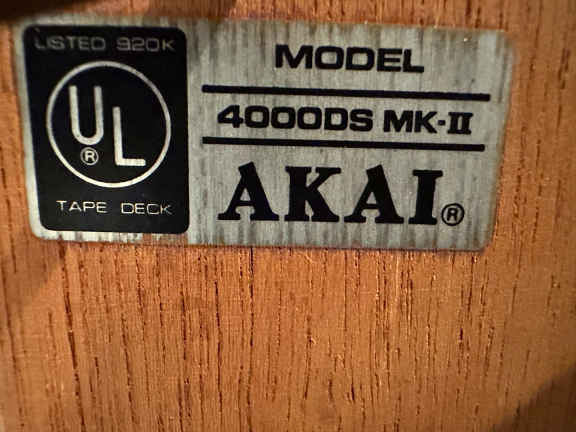 LISTED 920K
UL®
TAPE DECK
MODEL
4000DS MK-II
AKAI®